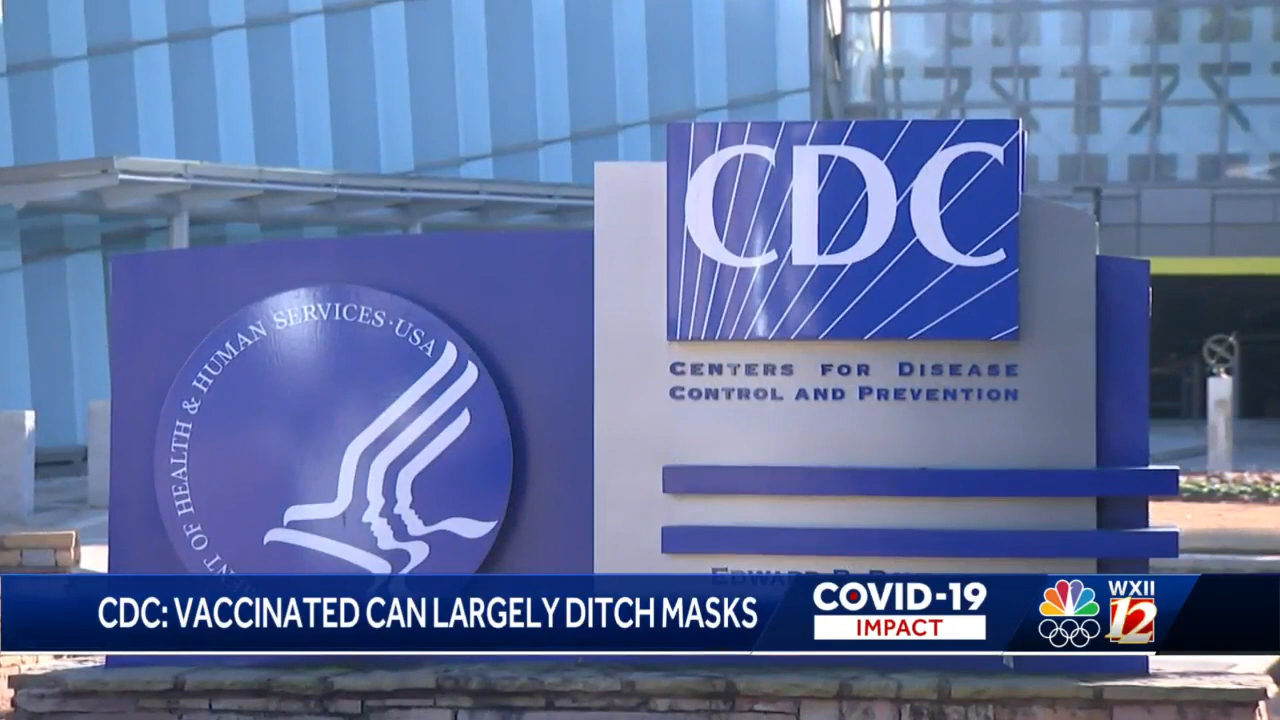 CDC
CENTERS FOR DISEASE
CONTROL AND PREVENTION
OF HEALTH & HUMAN SERVICES · USA
EDWARD R.
CDC: VACCINATED CAN LARGELY DITCH MASKS
COVID-19
IMPACT
WXII
12